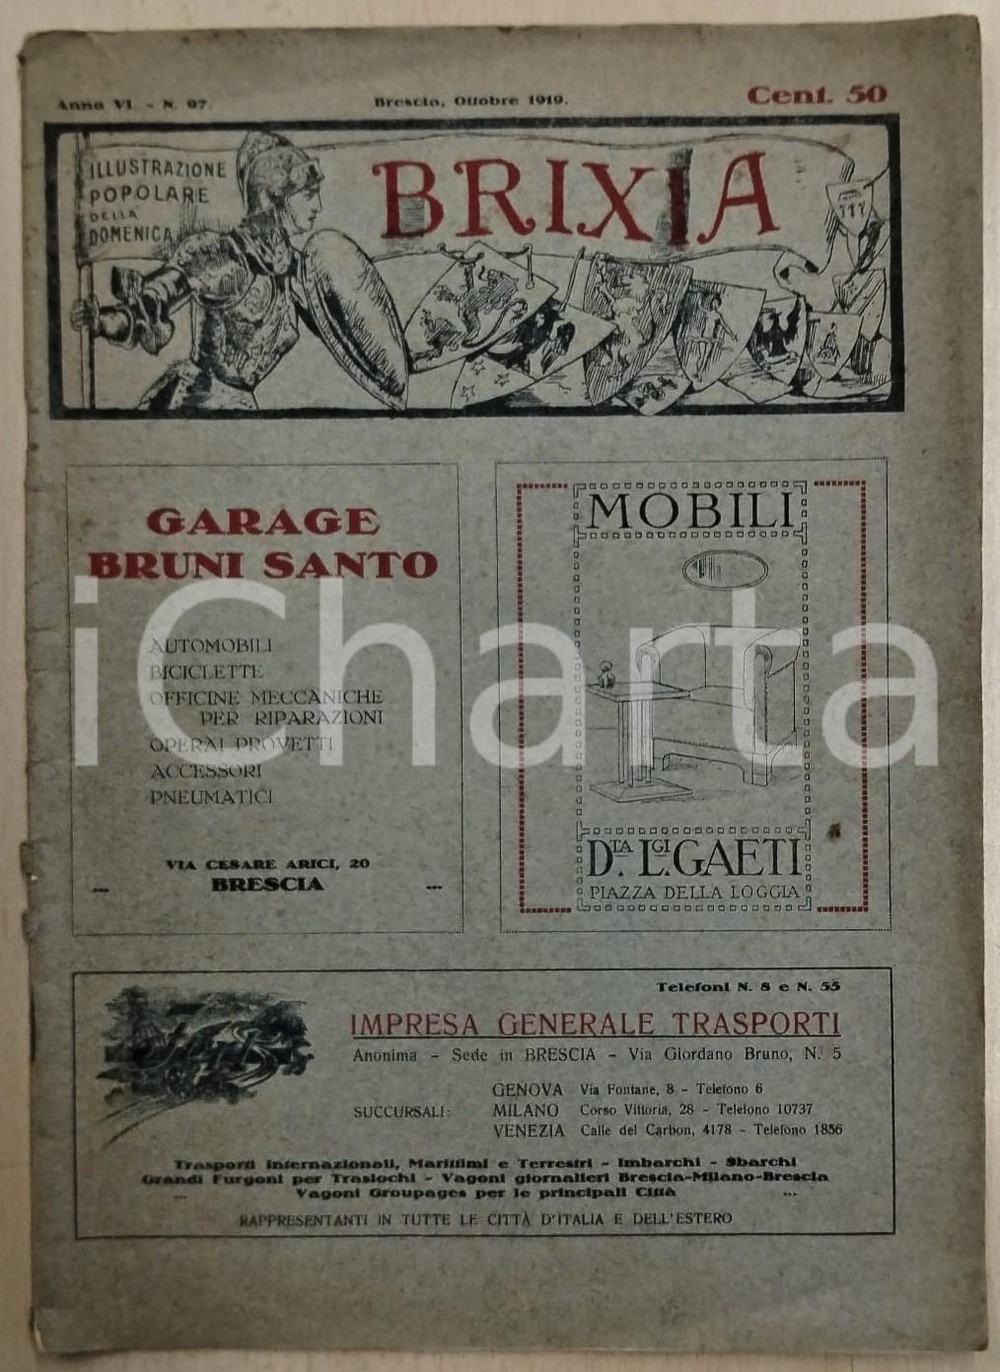 Anno VI. - N. 97.
Brescia, Ottobre 1919.
Cent. 50
ILLUSTRAZIONE
POPOLARE
DELLA
DOMENICA
BRIXIA
GARAGE
BRUNI SANTO
AUTOMOBILI
BICICLETTE
OFFICINE MECCANICHE
PER RIPARAZIONI
OPERAI PROVETTI
ACCESSORI
PNEUMATICI
VIA CESARE ARICI, 20
BRESCIA
MOBILI
DTA. LGI. GAETI
PIAZZA DELLA LOGGIA
iCharta
Telefoni N. 8 e N. 55
IMPRESA GENERALE TRASPORTI
Anonima - Sede in BRESCIA - Via Giordano Bruno, N. 5
GENOVA Via Fontane, 8 - Telefono 6
SUCCURSALI: MILANO Corso Vittoria, 28 - Telefono 10737
VENEZIA Calle del Carbon, 4178 - Telefono 1856
Trasporti Internazionali, Marittimi e Terrestri - Imbarchi - Sbarchi
Grandi Furgoni per Traslochi - Vagoni giornalieri Brescia-Milano-Brescia
Vagoni Groupages per le principali Città
RAPPRESENTANTI IN TUTTE LE CITTÀ D'ITALIA E DELL'ESTERO